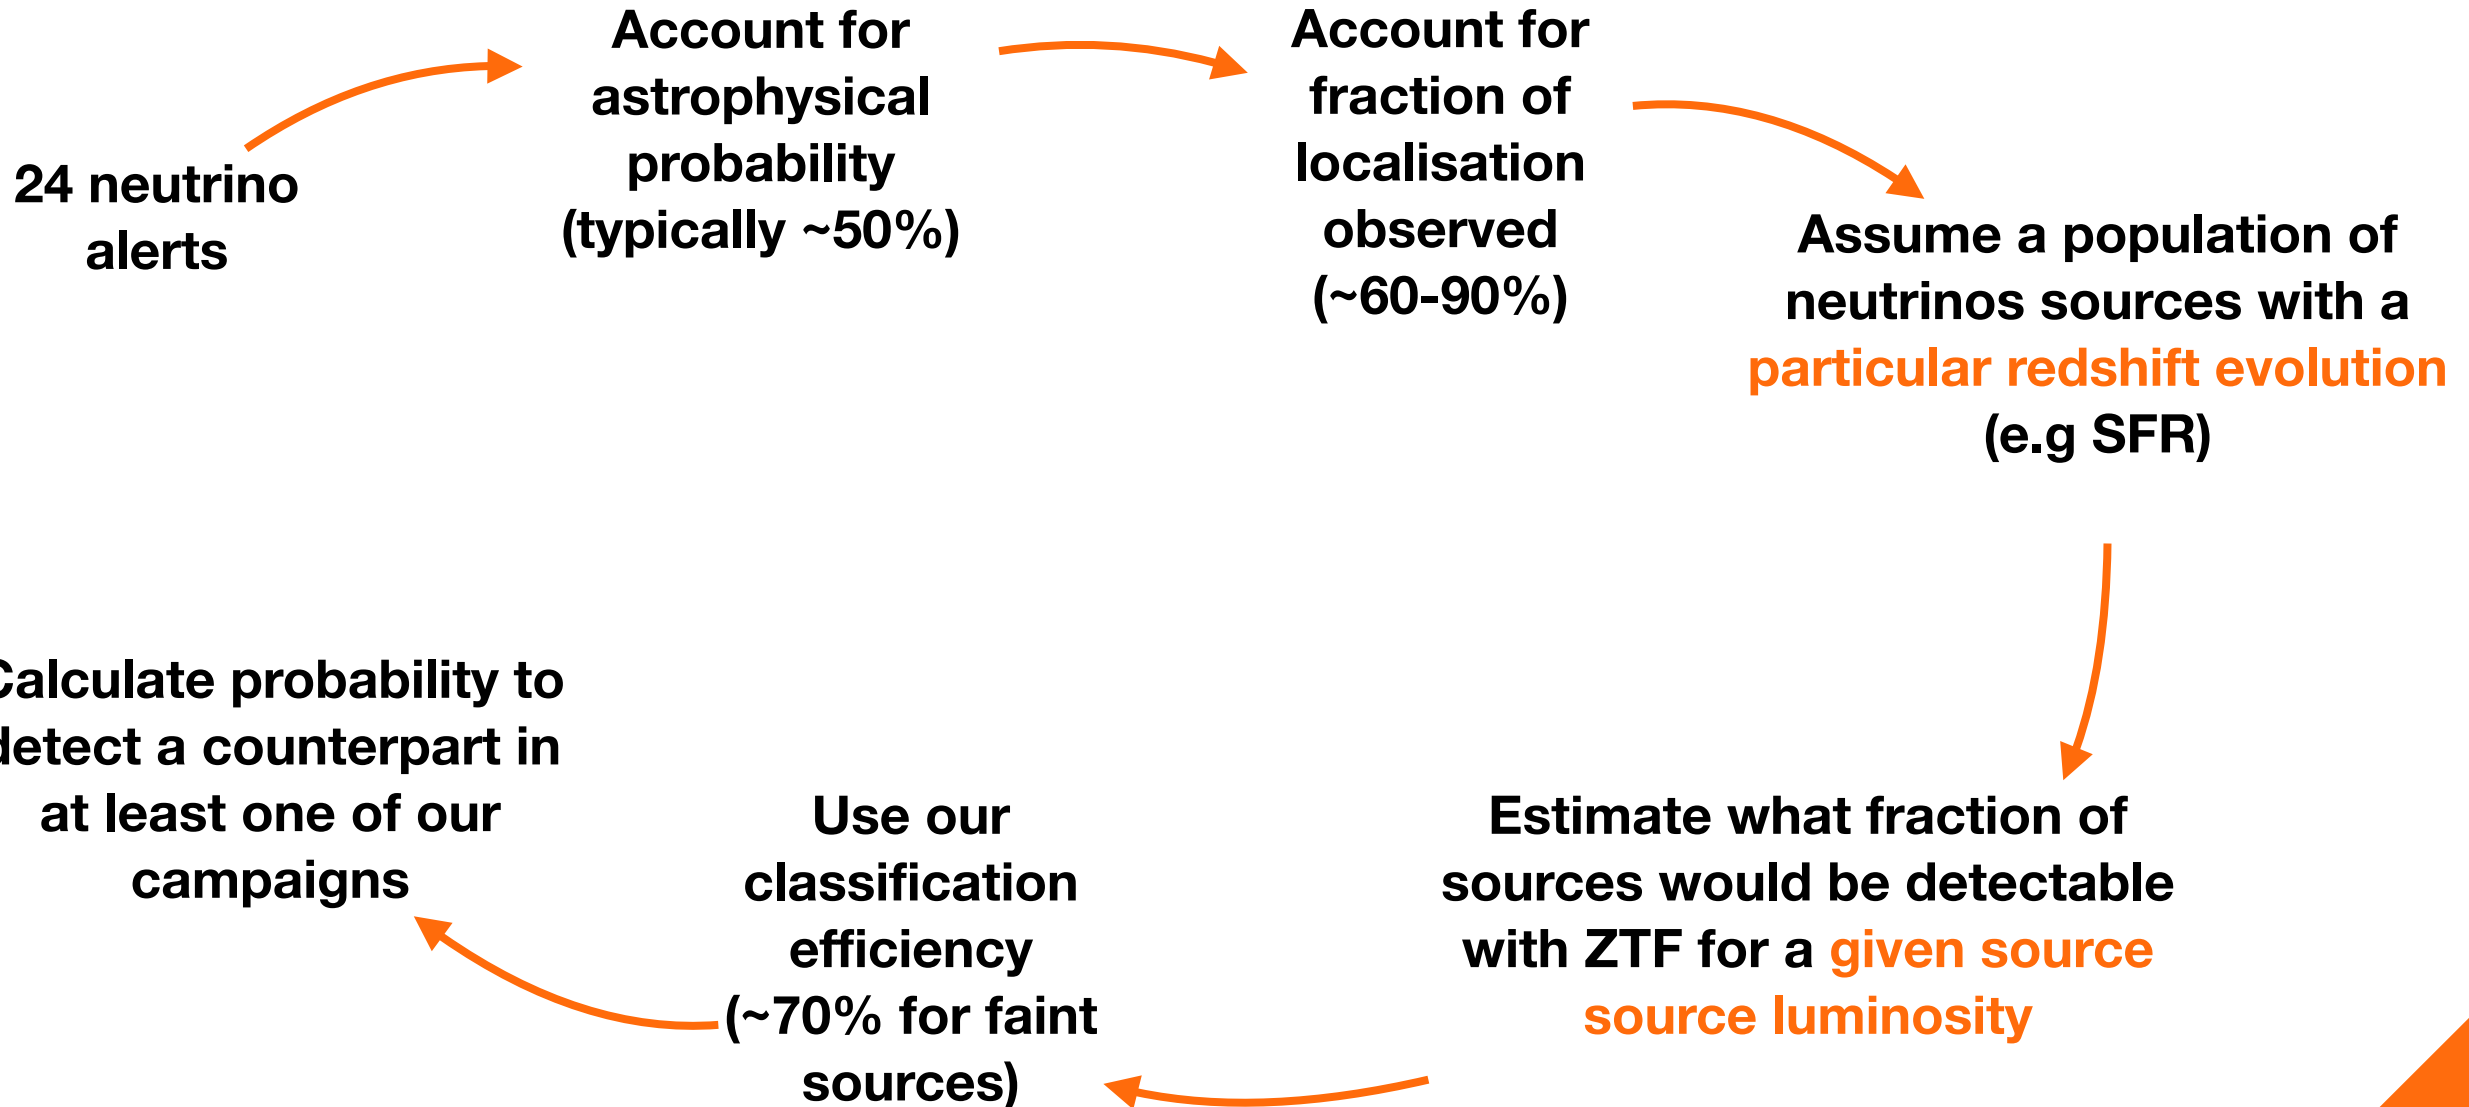 24 neutrino
alerts
Account for
astrophysical
probability
(typically ~50%)
Account for
fraction of
localisation
observed
(~60-90%)
Assume a population of
neutrinos sources with a
particular redshift evolution
(e.g SFR)
Estimate what fraction of
sources would be detectable
with ZTF for a given source
source luminosity
Use our
classification
efficiency
(~70% for faint
sources)
Calculate probability to
detect a counterpart in
at least one of our
campaigns